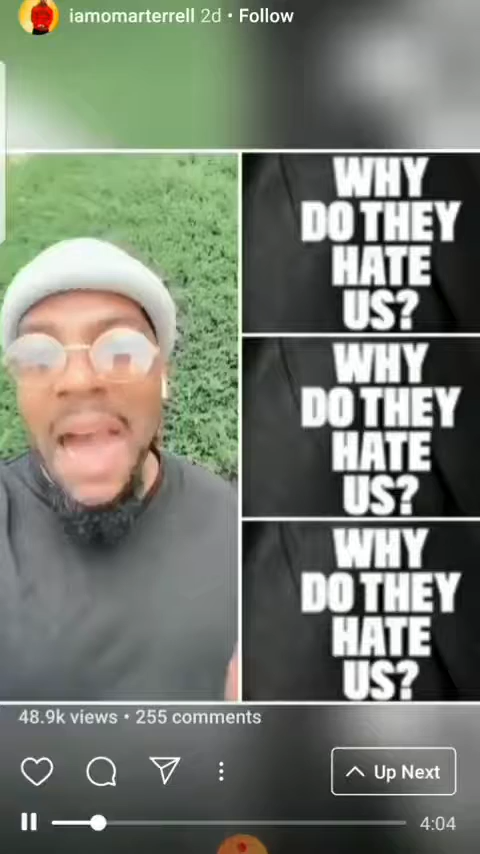 iamomarterrell 2d • Follow
WHY
DO THEY
HATE
US?
WHY
DO THEY
HATE
US?
WHY
DO THEY
HATE
US?
48.9k views • 255 comments
Up Next
4:04